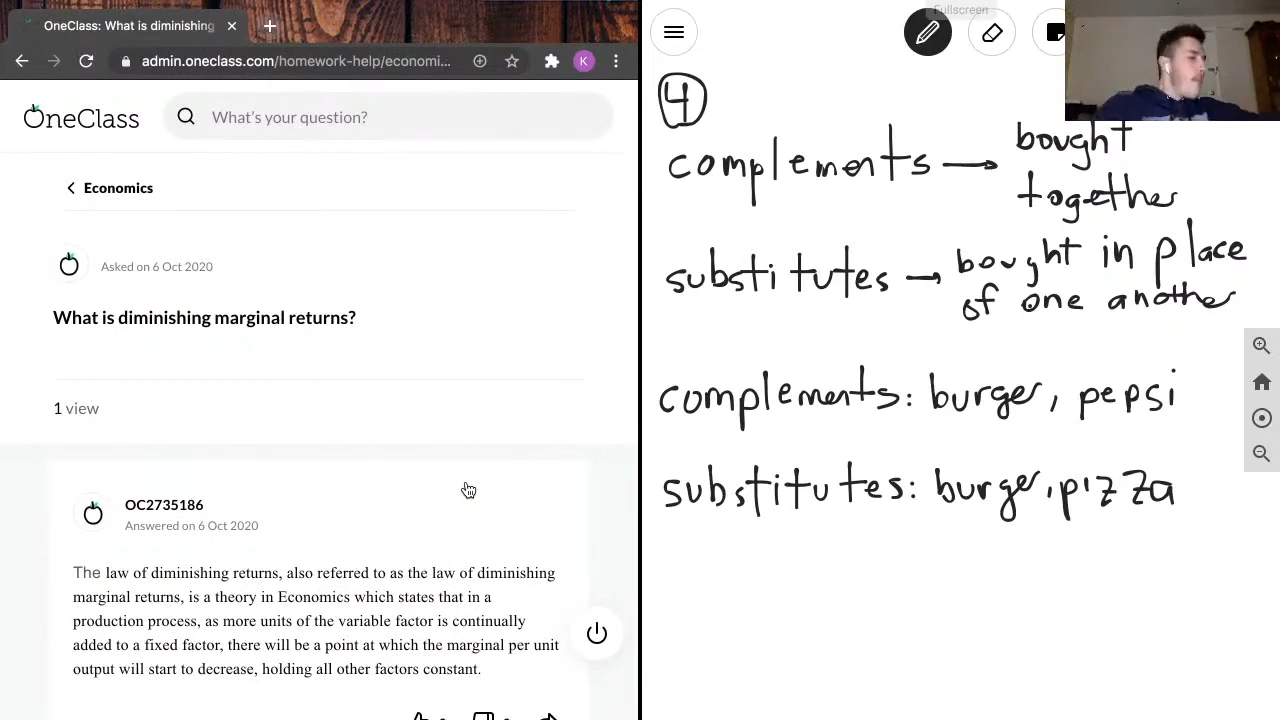 OneClass: What is diminishing
admin.oneclass.com/homework-help/economi...
K
OneClass
What's your question?
Economics
Asked on 6 Oct 2020
What is diminishing marginal returns?
1 view
OC2735186
Answered on 6 Oct 2020
The law of diminishing returns, also referred to as the law of diminishing
marginal returns, is a theory in Economics which states that in a
production process, as more units of the variable factor is continually
added to a fixed factor, there will be a point at which the marginal per unit
output will start to decrease, holding all other factors constant.
Fullscreen
4
complements → bought
together
substitutes → bought in place
of one another
complements: burger, pepsi
substitutes: burger, pizza